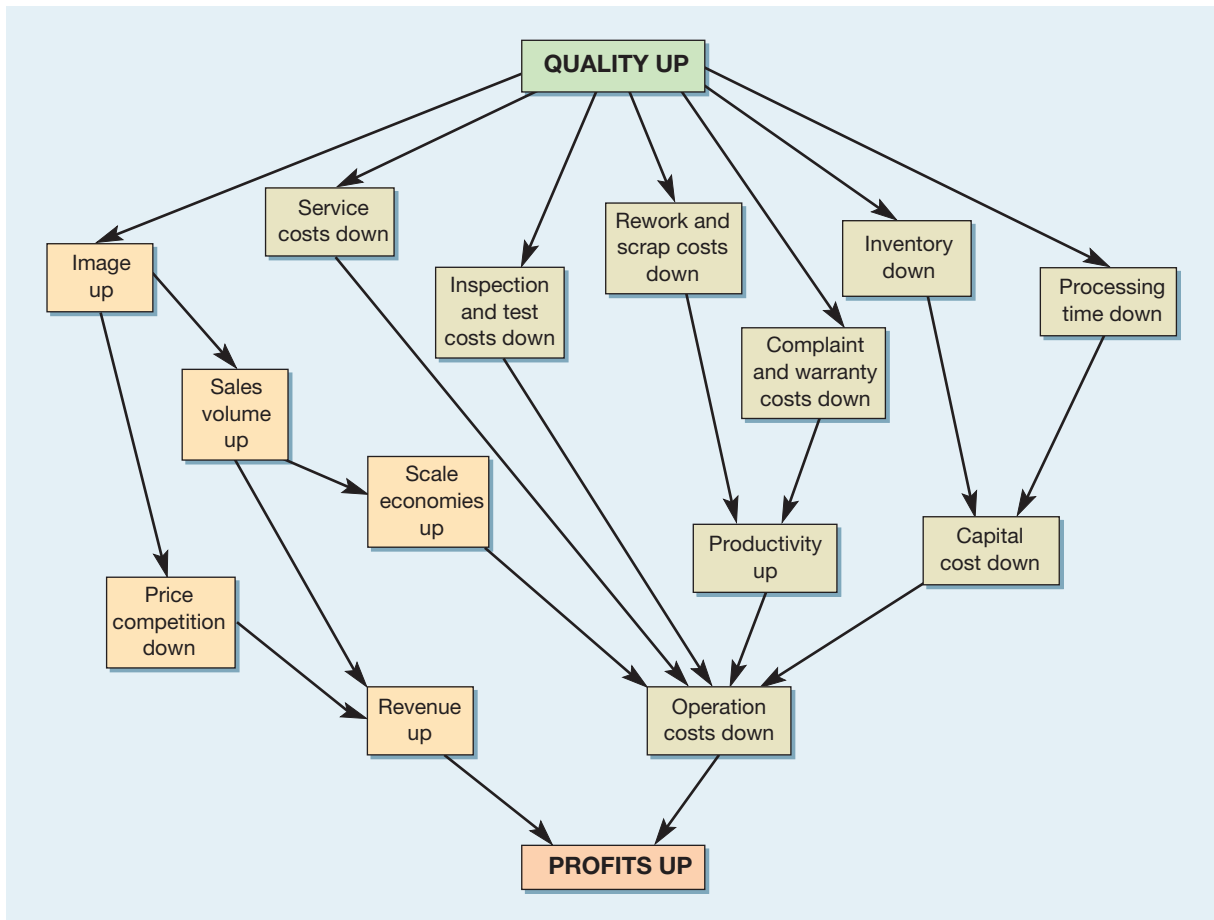 QUALITY UP
Service
costs down
Rework and
scrap costs
down
Inventory
down
Image
up
Inspection
and test
costs down
Processing
time down
Complaint
and warranty
costs down
Sales
volume
up
Scale
economies
up
Productivity
up
Capital
cost down
Price
competition
down
Revenue
up
Operation
costs down
PROFITS UP